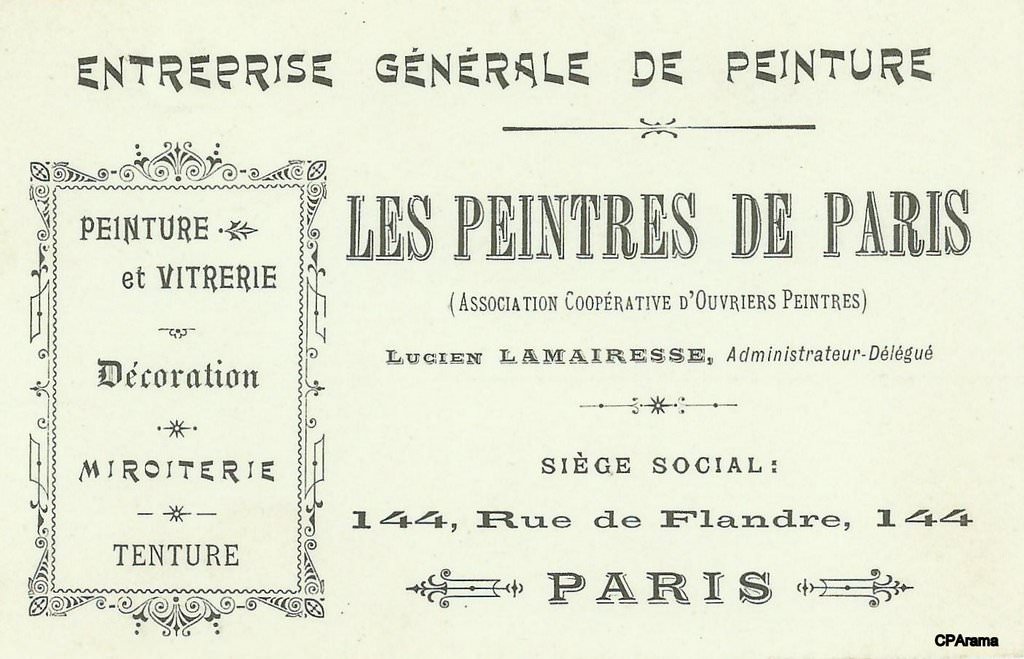 ENTREPRISE GÉNÉRALE DE PEINTURE
PEINTURE
et VITRERIE
Décoration
MIROITERIE
TENTURE
LES PEINTRES DE PARIS
(ASSOCIATION COOPÉRATIVE D'OUVRIERS PEINTRES)
LUCIEN LAMAIRESSE, Administrateur-Délégué
SIÈGE SOCIAL:
144, Rue de Flandre, 144
PARIS
CPArama